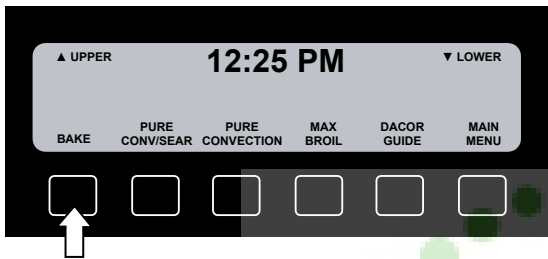 ▲ UPPER 12:25 PM ▼ LOWER
BAKE PURE CONV/SEAR PURE CONVECTION MAX BROIL DACOR GUIDE MAIN MENU